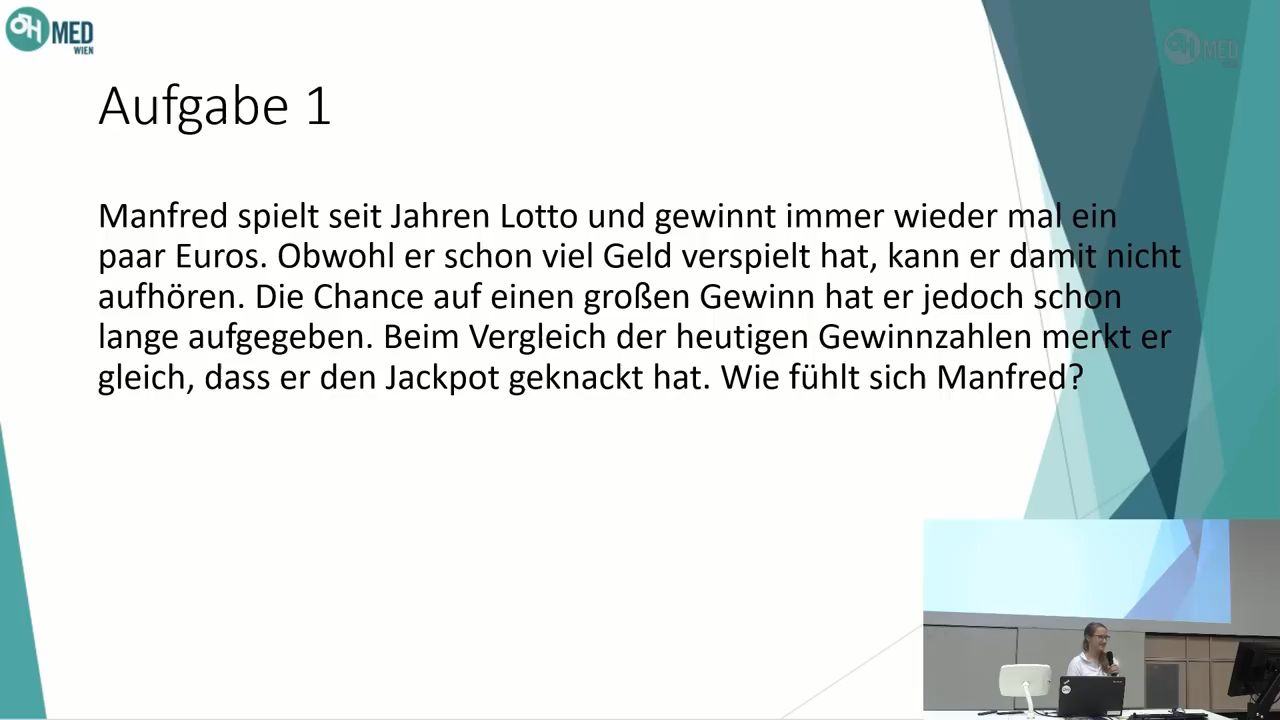 OH MED
WIEN
OH MED
Aufgabe 1
Manfred spielt seit Jahren Lotto und gewinnt immer wieder mal ein
paar Euros. Obwohl er schon viel Geld verspielt hat, kann er damit nicht
aufhören. Die Chance auf einen großen Gewinn hat er jedoch schon
lange aufgegeben. Beim Vergleich der heutigen Gewinnzahlen merkt er
gleich, dass er den Jackpot geknackt hat. Wie fühlt sich Manfred?